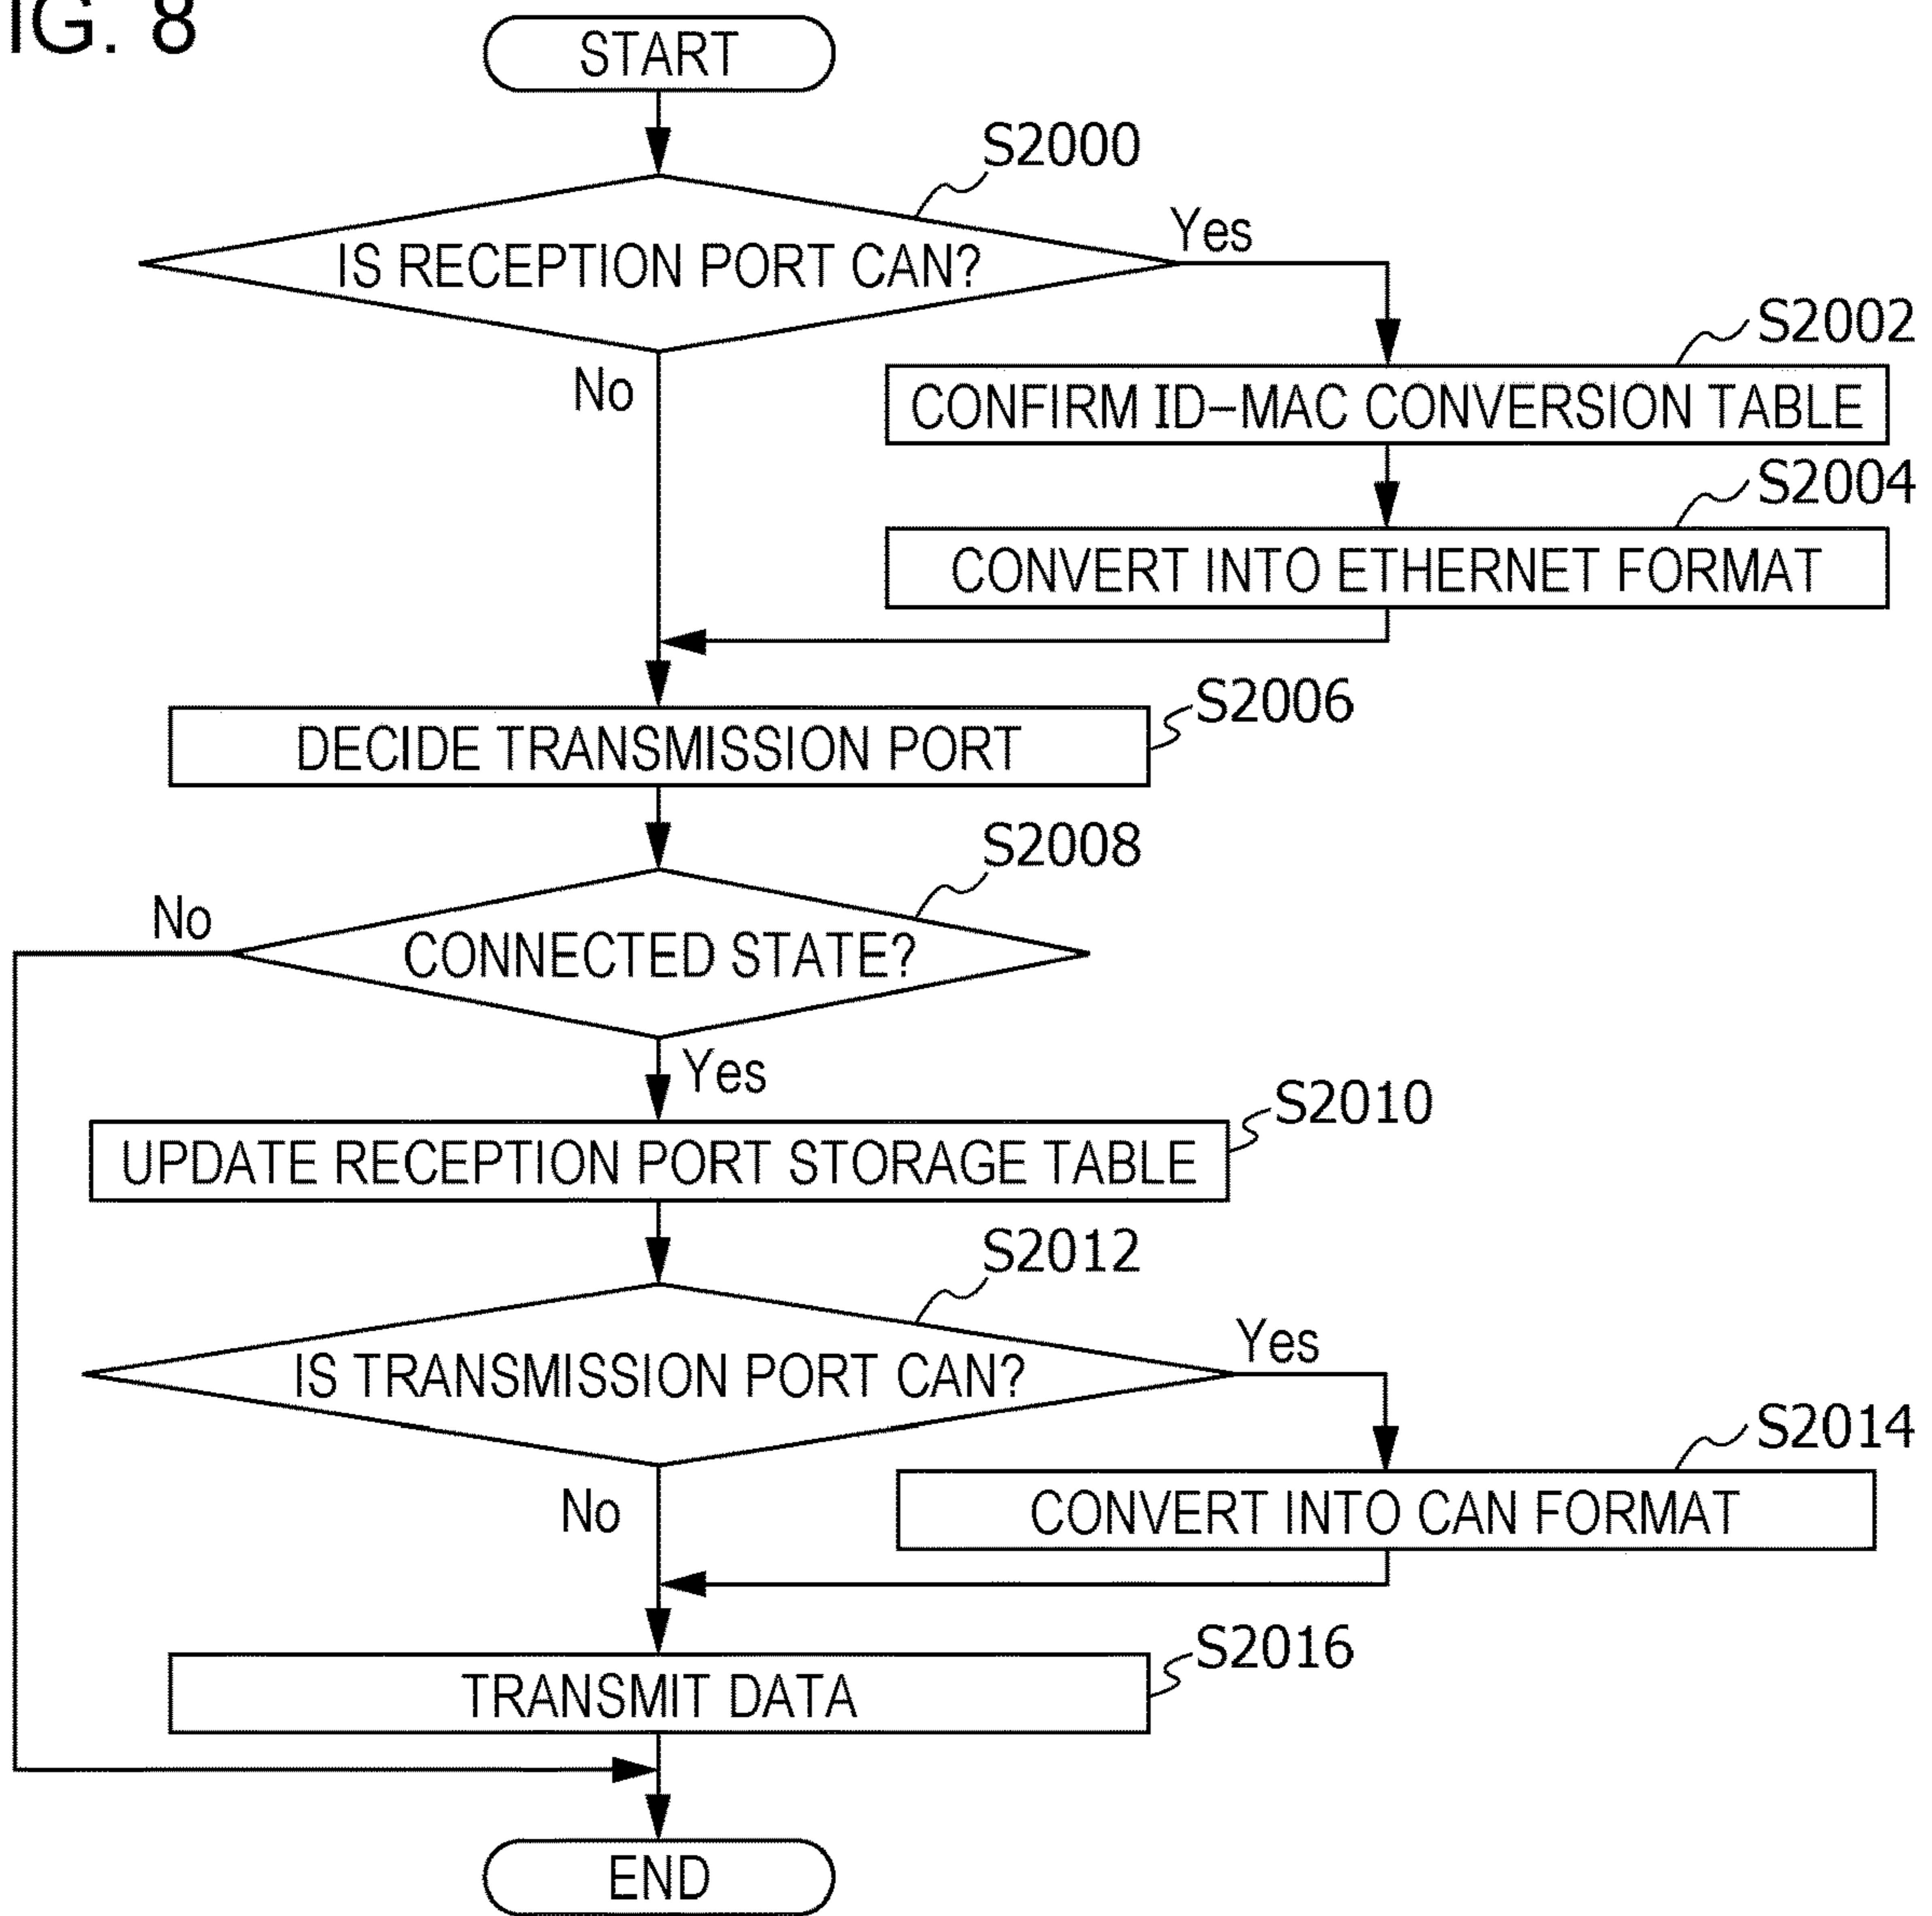 IG. 8
START
S2000
IS RECEPTION PORT CAN?
Yes
No
S2002
CONFIRM ID-MAC CONVERSION TABLE
S2004
CONVERT INTO ETHERNET FORMAT
S2006
DECIDE TRANSMISSION PORT
S2008
CONNECTED STATE?
No
Yes
S2010
UPDATE RECEPTION PORT STORAGE TABLE
S2012
IS TRANSMISSION PORT CAN?
Yes
No
S2014
CONVERT INTO CAN FORMAT
S2016
TRANSMIT DATA
END